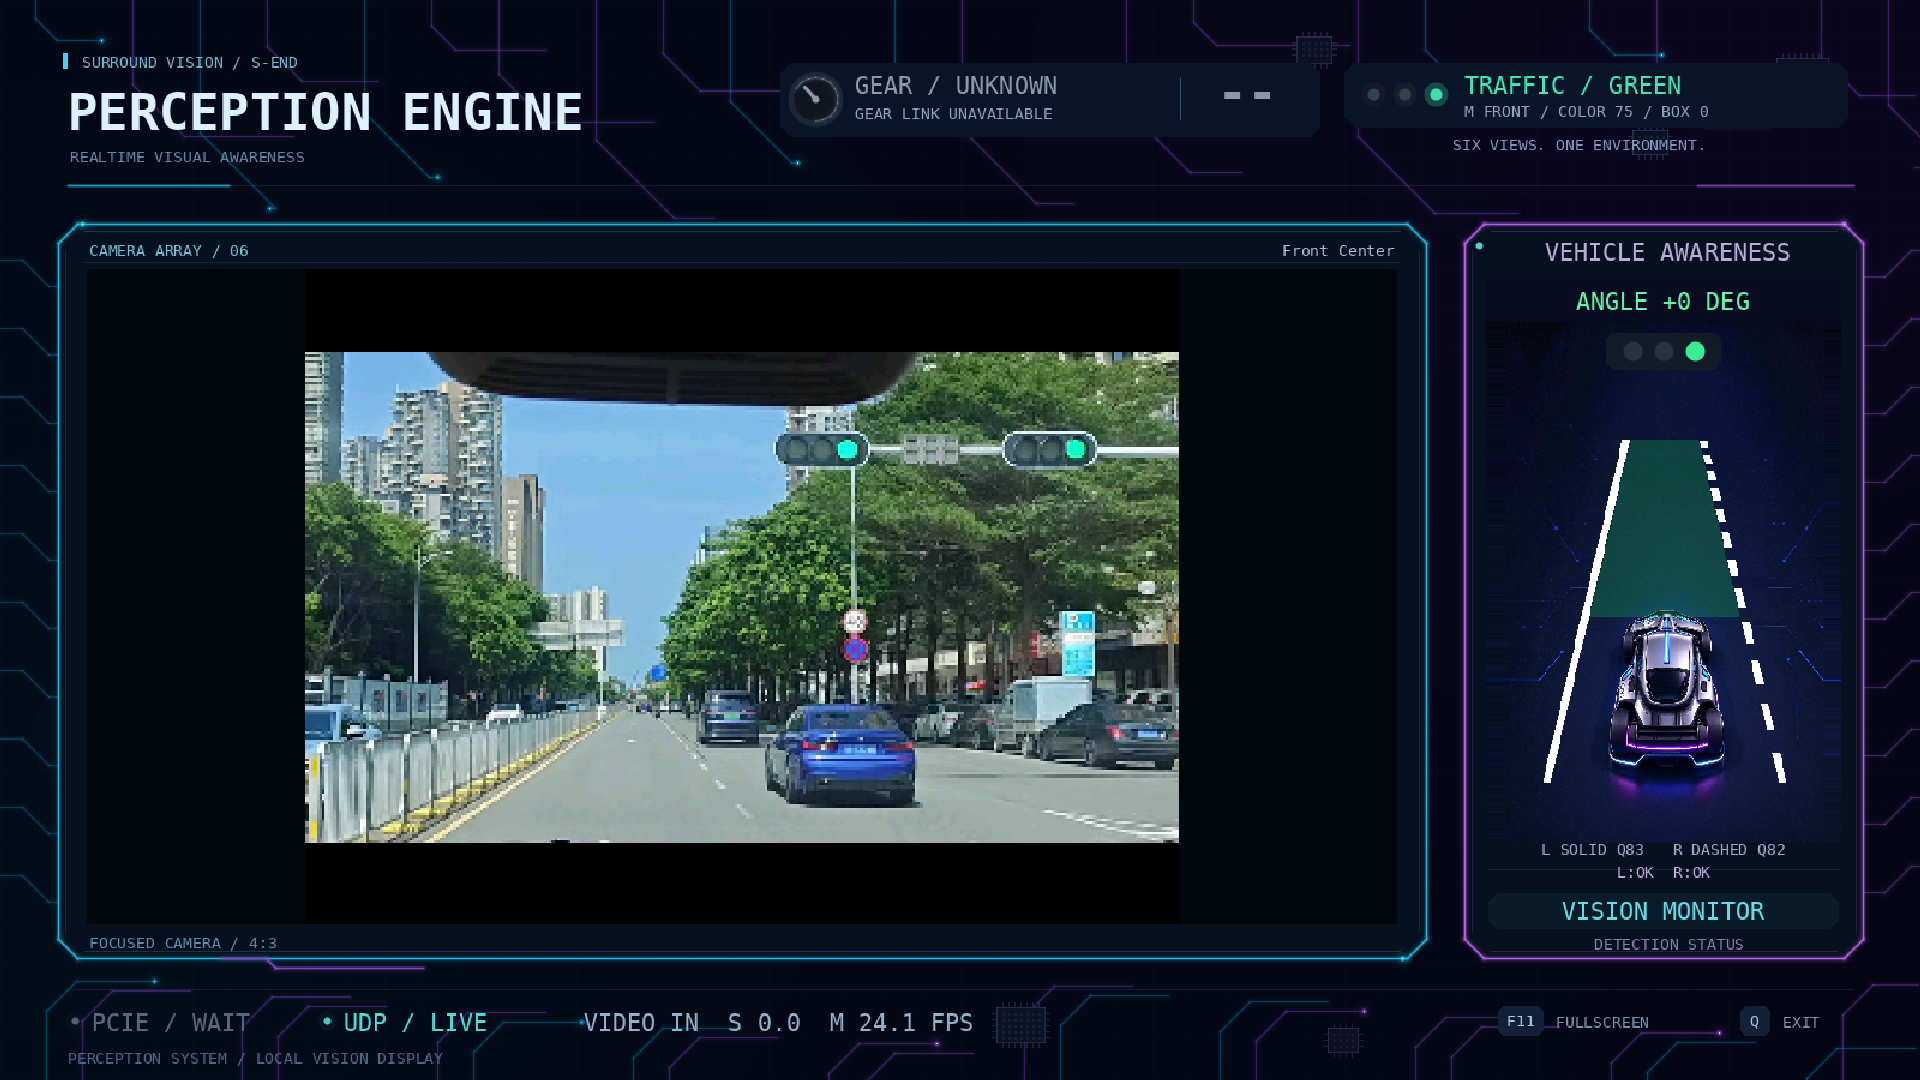 SURROUND VISION / S-END
PERCEPTION ENGINE
REALTIME VISUAL AWARENESS
GEAR / UNKNOWN
GEAR LINK UNAVAILABLE
--
TRAFFIC / GREEN
M FRONT / COLOR 75 / BOX 0
SIX VIEWS. ONE ENVIRONMENT.
CAMERA ARRAY / 06
Front Center
FOCUSED CAMERA / 4:3
VEHICLE AWARENESS
ANGLE +0 DEG
L SOLID Q83 R DASHED Q82
L:OK R:OK
VISION MONITOR
DETECTION STATUS
PCIE / WAIT
UDP / LIVE
VIDEO IN S 0.0 M 24.1 FPS
F11 FULLSCREEN
Q EXIT
PERCEPTION SYSTEM / LOCAL VISION DISPLAY